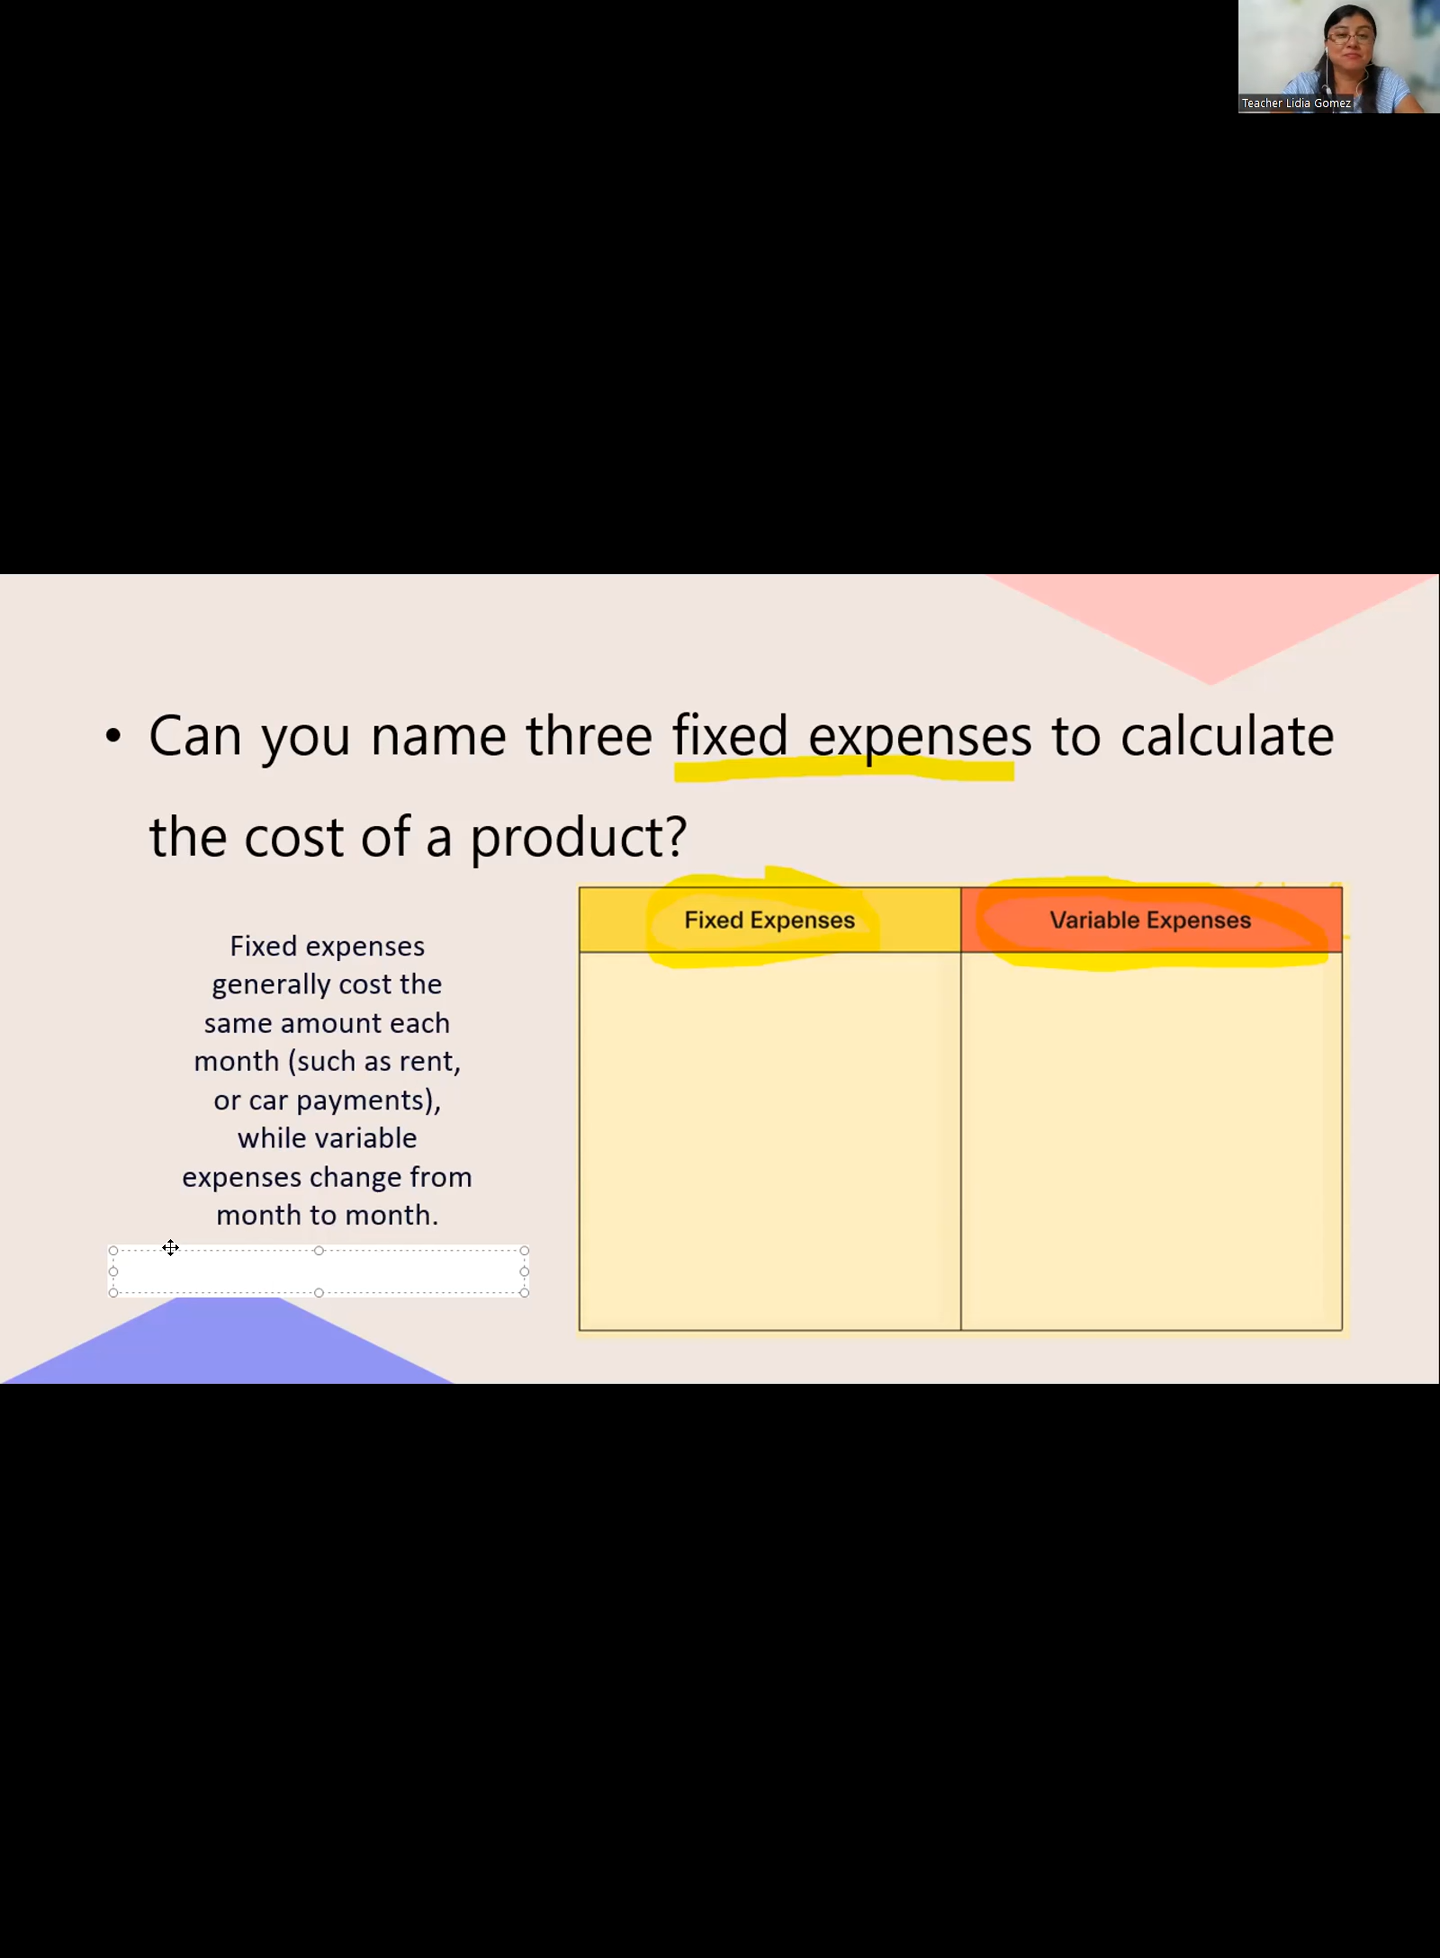 Teacher Lidia Gomez
• Can you name three fixed expenses to calculate
the cost of a product?
Fixed expenses
generally cost the
same amount each
month (such as rent,
or car payments),
while variable
expenses change from
month to month.
Fixed Expenses
Variable Expenses